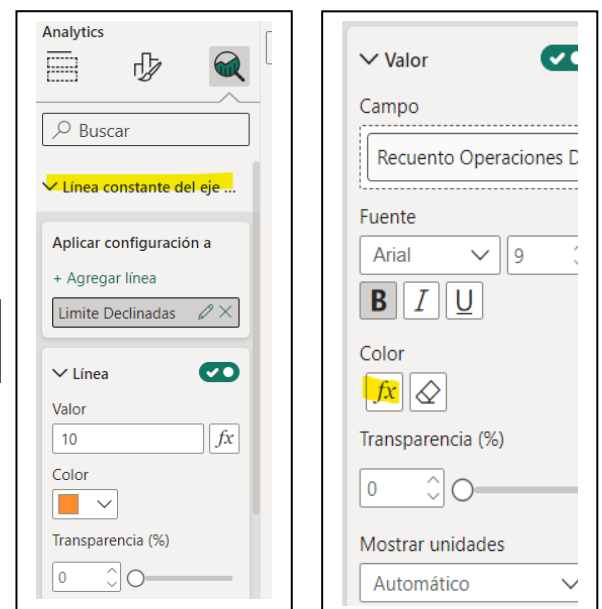 Analytics
Buscar
Línea constante del eje ...
Aplicar configuración a
+ Agregar línea
Limite Declinadas
Línea
Valor
10
fx
Color
Transparencia (%)
0
Valor
Campo
Recuento Operaciones D
Fuente
Arial
9
B I U
Color
fx
Transparencia (%)
0
Mostrar unidades
Automático